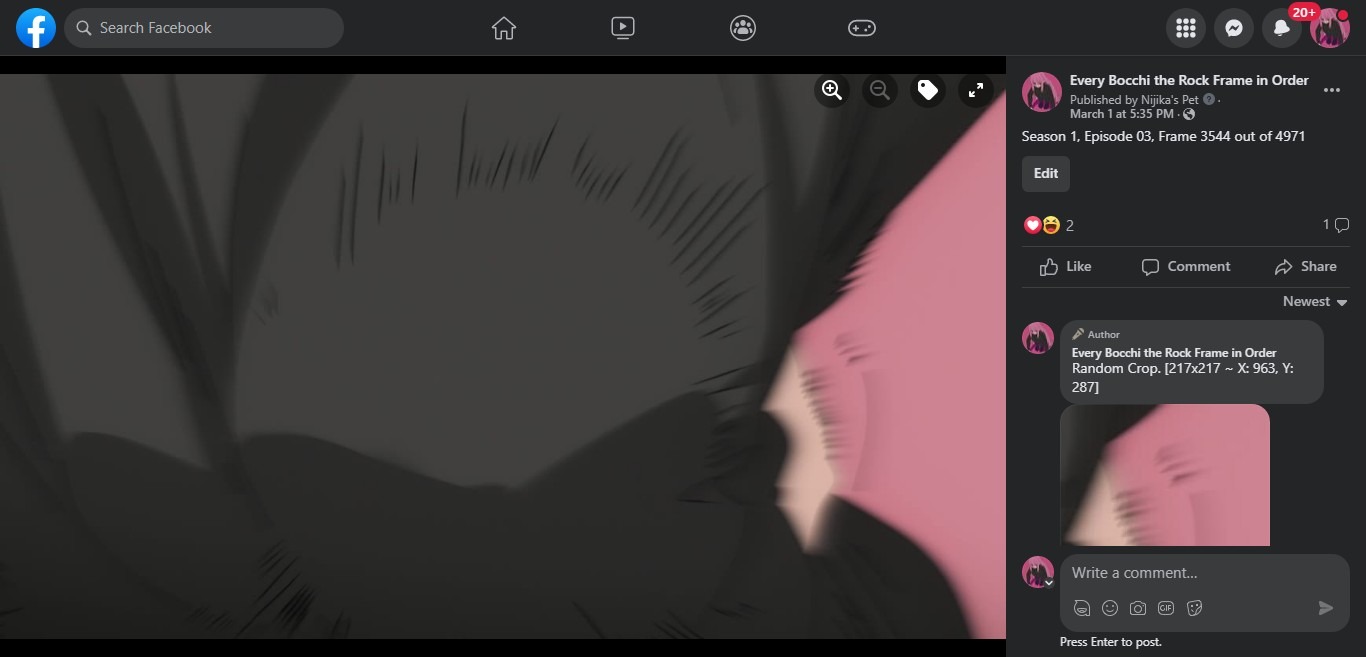 Search Facebook
20+
Every Bocchi the Rock Frame in Order
Published by Nijika's Pet ·
March 1 at 5:35 PM ·
Season 1, Episode 03, Frame 3544 out of 4971
Edit
2
1
Like
Comment
Share
Newest
Author
Every Bocchi the Rock Frame in Order
Random Crop. [217x217 ~ X: 963, Y:
287]
Write a comment...
GIF
Press Enter to post.